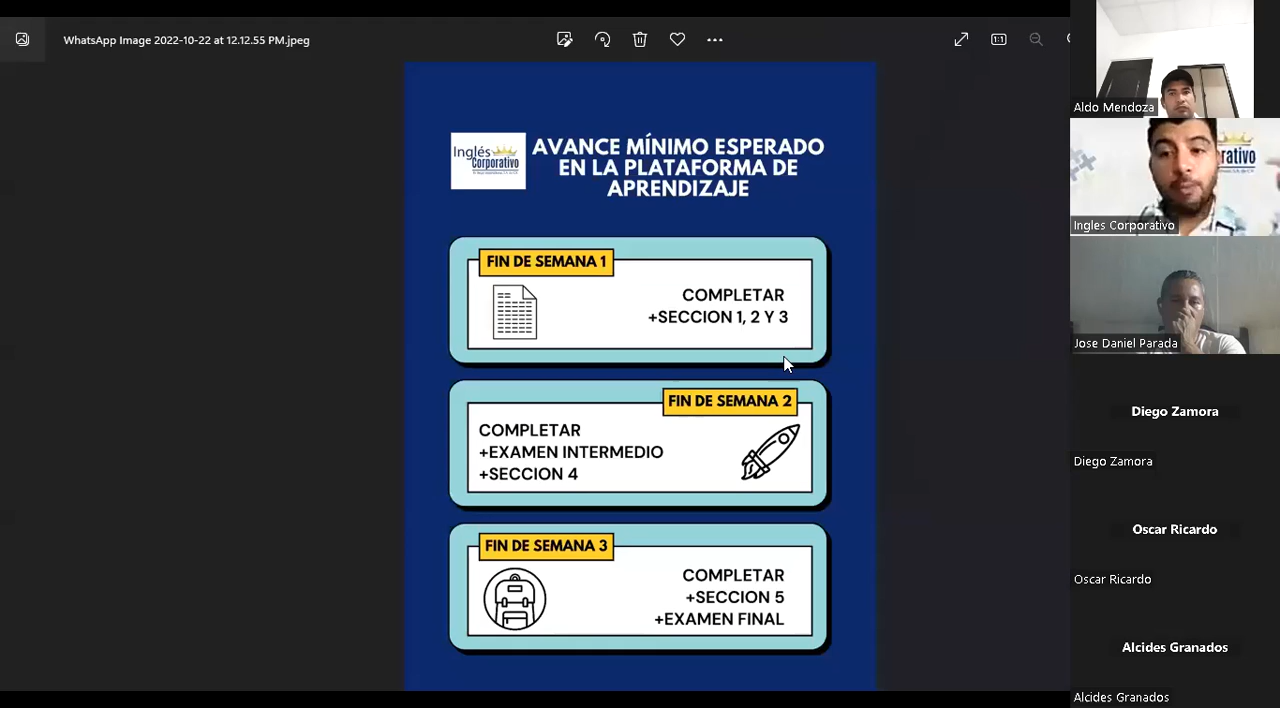 WhatsApp Image 2022-10-22 at 12.12.55 PM.jpeg
1:1
Inglés
Corporativo
AVANCE MÍNIMO ESPERADO
EN LA PLATAFORMA DE
APRENDIZAJE
FIN DE SEMANA 1
COMPLETAR
+SECCION 1, 2 Y 3
FIN DE SEMANA 2
COMPLETAR
+EXAMEN INTERMEDIO
+SECCION 4
FIN DE SEMANA 3
COMPLETAR
+SECCION 5
+EXAMEN FINAL
Aldo Mendoza
rativo
Ingles Corporativo
Jose Daniel Parada
Diego Zamora
Diego Zamora
Oscar Ricardo
Oscar Ricardo
Alcides Granados
Alcides Granados